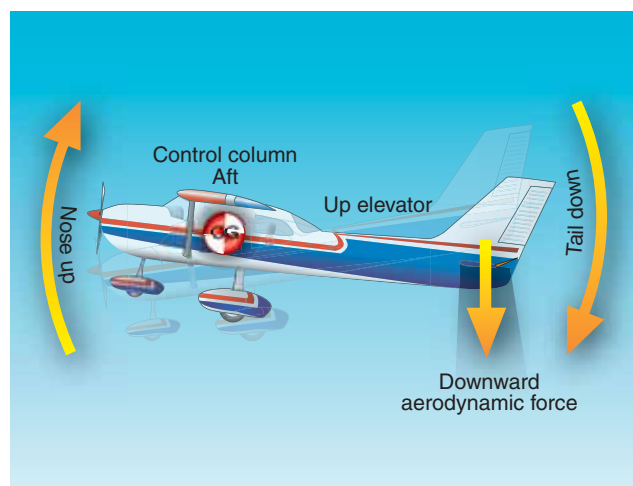 Control column
Aft
Up elevator
Nose up
CG
Tail down
Downward
aerodynamic force